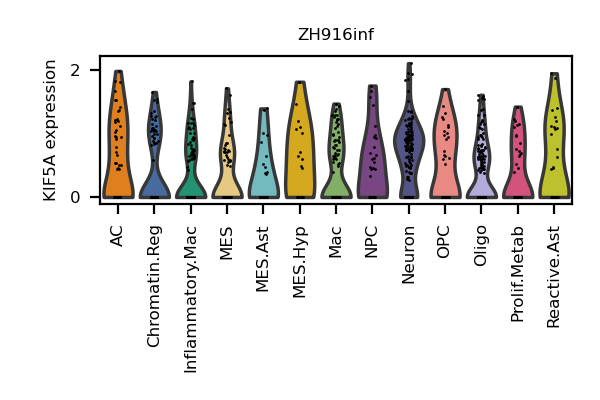 ZH916inf
KIF5A expression
2
0
AC
Chromatin.Reg
Inflammatory.Mac
MES
MES.Ast
MES.Hyp
Mac
NPC
Neuron
OPC
Oligo
Prolif.Metab
Reactive.Ast